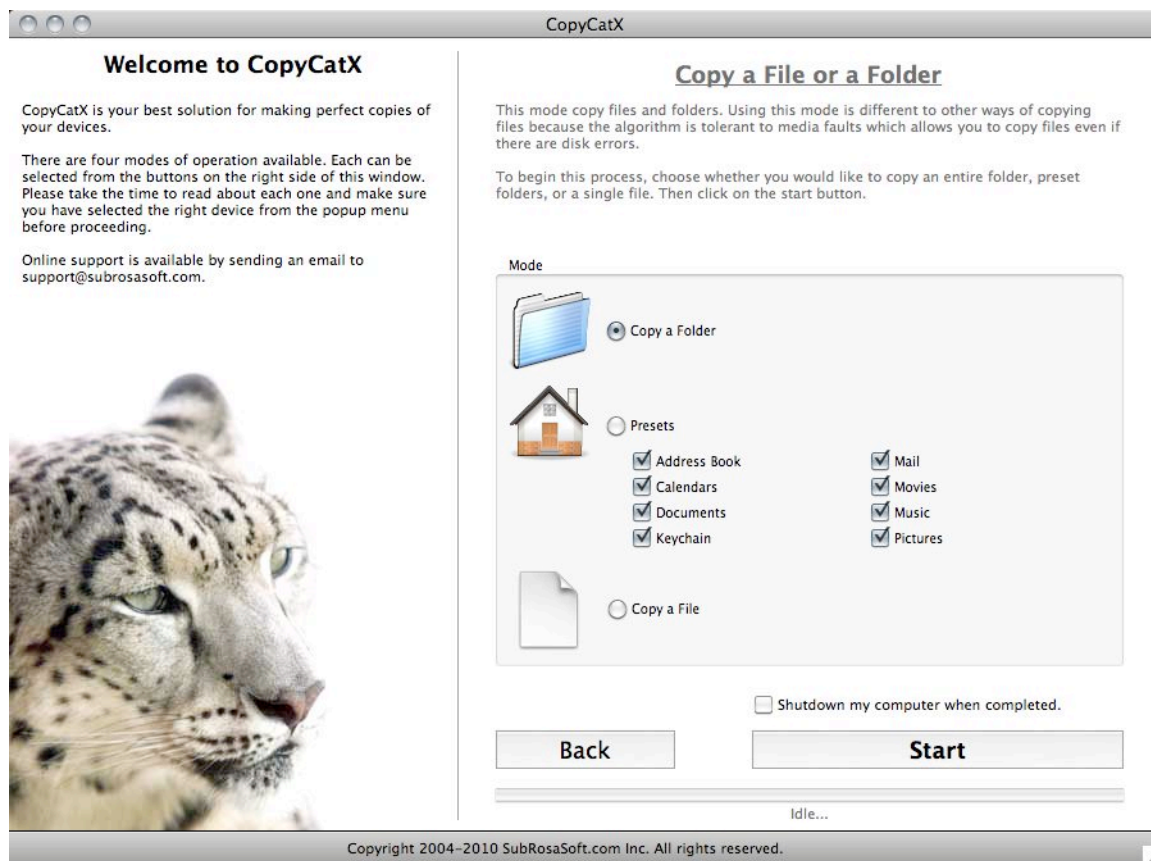 CopyCatX
Welcome to CopyCatX
CopyCatX is your best solution for making perfect copies of
your devices.
There are four modes of operation available. Each can be
selected from the buttons on the right side of this window.
Please take the time to read about each one and make sure
you have selected the right device from the popup menu
before proceeding.
Online support is available by sending an email to
support@subrosasoft.com.
Copy a File or a Folder
This mode copy files and folders. Using this mode is different to other ways of copying
files because the algorithm is tolerant to media faults which allows you to copy files even if
there are disk errors.
To begin this process, choose whether you would like to copy an entire folder, preset
folders, or a single file. Then click on the start button.
Mode
Copy a Folder
Presets
Address Book
Mail
Calendars
Movies
Documents
Music
Keychain
Pictures
Copy a File
Shutdown my computer when completed.
Back
Start
Idle...
Copyright 2004-2010 SubRosaSoft.com Inc. All rights reserved.